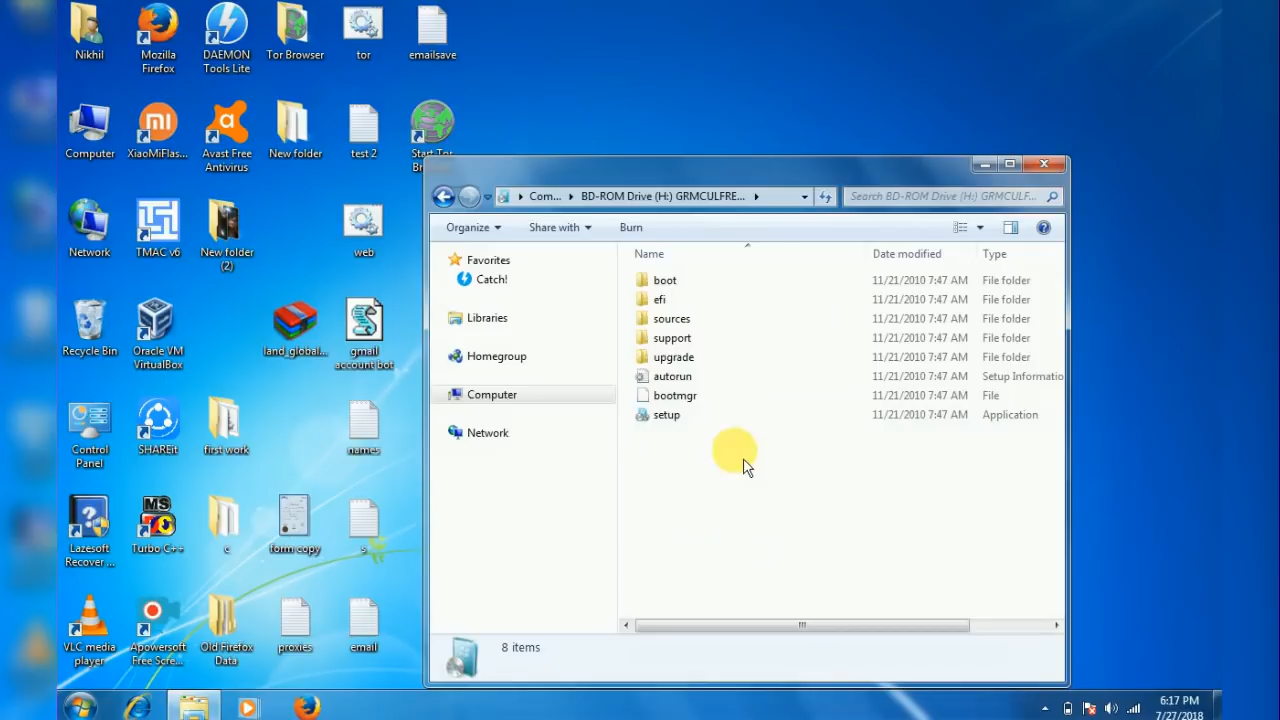 Nikhil
Mozilla
Firefox
DAEMON
Tools Lite
Tor Browser
tor
emailsave
Computer
XiaoMiFlas...
Avast Free
Antivirus
New folder
test 2
Start Tor
Network
TMAC v6
New folder
(2)
web
Recycle Bin
Oracle VM
VirtualBox
land_global...
gmail
account bot
Control
Panel
SHAREit
first work
names
Lazesoft
Recover ...
MS
Turbo C++
c
form copy
s
VLC media
player
Apowersoft
Free Scre...
Old Firefox
Data
proxies
email
Com... BD-ROM Drive (H:) GRMCULFRE...
Search BD-ROM Drive (H:) GRMCULF...
Organize Share with Burn
Favorites
Catch!
Libraries
Homegroup
Computer
Network
Name Date modified Type
boot 11/21/2010 7:47 AM File folder
efi 11/21/2010 7:47 AM File folder
sources 11/21/2010 7:47 AM File folder
support 11/21/2010 7:47 AM File folder
upgrade 11/21/2010 7:47 AM File folder
autorun 11/21/2010 7:47 AM Setup Informatio
bootmgr 11/21/2010 7:47 AM File
setup 11/21/2010 7:47 AM Application
8 items
6:17 PM
7/27/2018